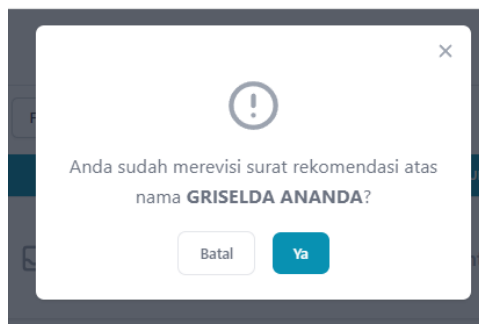 Anda sudah merevisi surat rekomendasi atas
nama GRISELDA ANANDA?
Batal
Ya